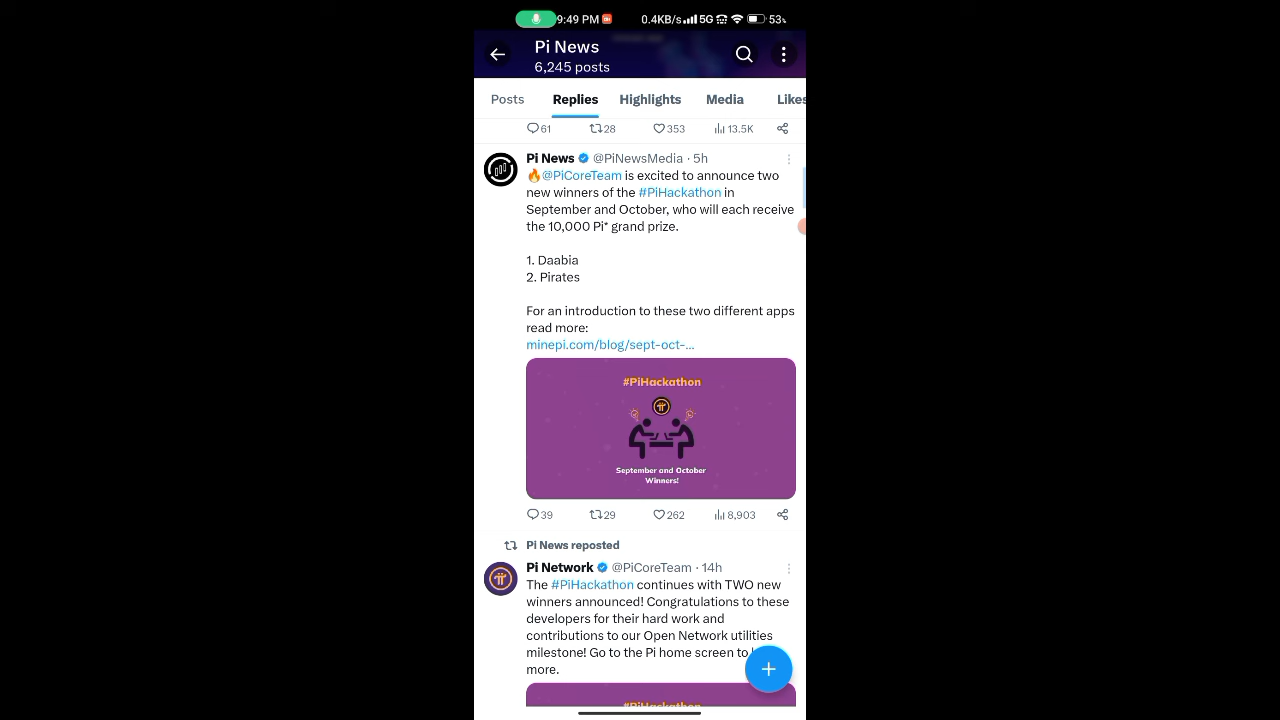 9:49 PM 0.4KB/s 5G 53%
Pi News
6,245 posts
Posts Replies Highlights Media Likes
61 28 353 13.5K
Pi News @PiNewsMedia · 5h
🔥@PiCoreTeam is excited to announce two
new winners of the #PiHackathon in
September and October, who will each receive
the 10,000 Pi* grand prize.
1. Daabia
2. Pirates
For an introduction to these two different apps
read more:
minepi.com/blog/sept-oct-...
#PiHackathon
September and October
Winners!
39 29 262 8,903
Pi News reposted
Pi Network @PiCoreTeam · 14h
The #PiHackathon continues with TWO new
winners announced! Congratulations to these
developers for their hard work and
contributions to our Open Network utilities
milestone! Go to the Pi home screen to
more.
#PiHackathon